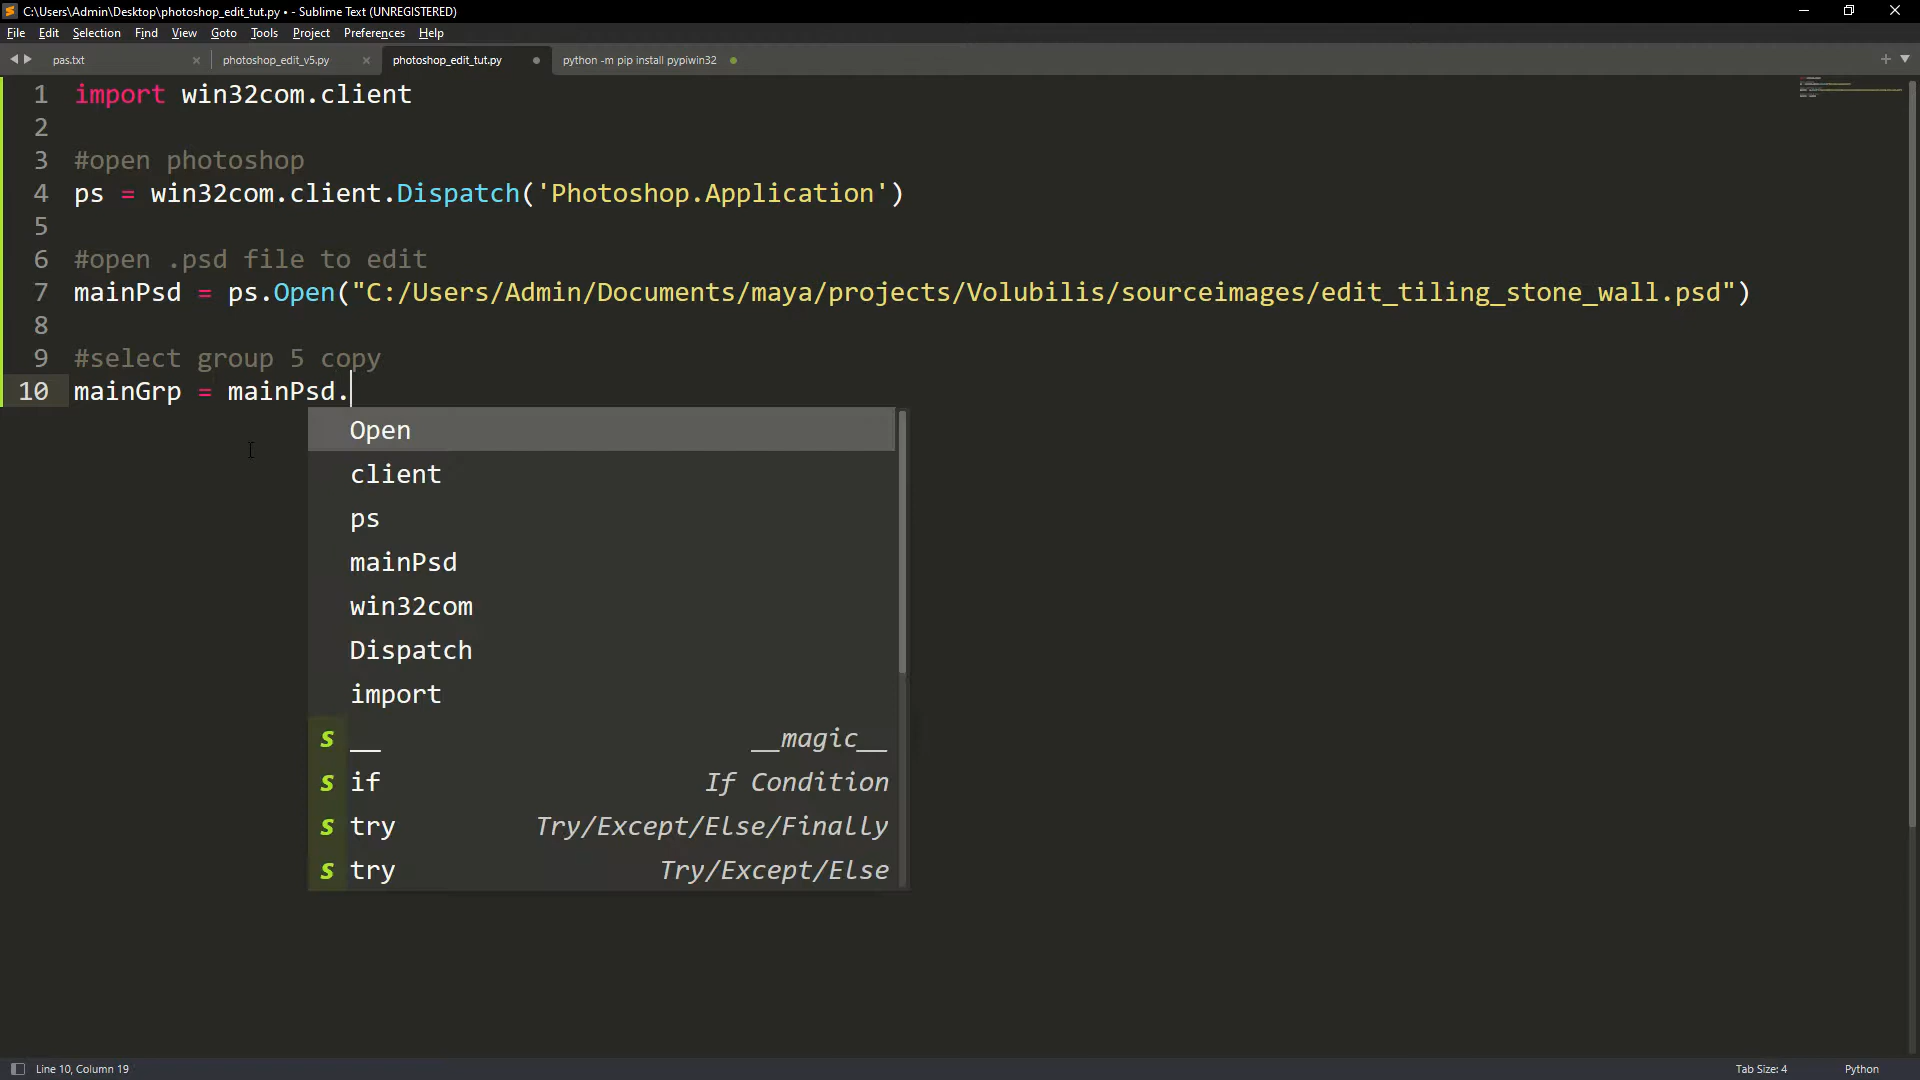 C:\Users\Admin\Desktop\photoshop_edit_tut.py • - Sublime Text (UNREGISTERED)
File Edit Selection Find View Goto Tools Project Preferences Help
pas.txt photoshop_edit_v5.py photoshop_edit_tut.py python -m pip install pypiwin32
1 import win32com.client
2
3 #open photoshop
4 ps = win32com.client.Dispatch('Photoshop.Application')
5
6 #open .psd file to edit
7 mainPsd = ps.Open("C:/Users/Admin/Documents/maya/projects/Volubilis/sourceimages/edit_tiling_stone_wall.psd")
8
9 #select group 5 copy
10 mainGrp = mainPsd.
Open
client
ps
mainPsd
win32com
Dispatch
import
s __ __magic__
s if If Condition
s try Try/Except/Else/Finally
s try Try/Except/Else
Line 10, Column 19 Tab Size: 4 Python